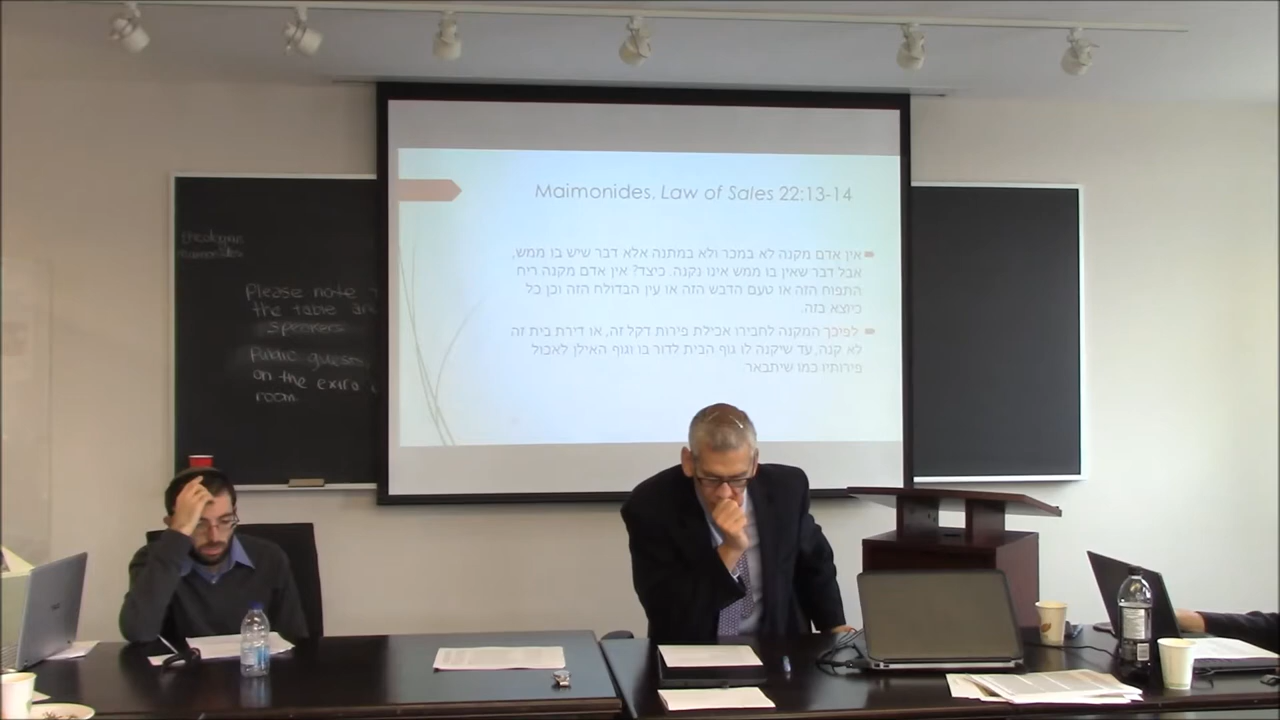 Maimonides, Law of Sales 22:13-14
אין אדם מקנה לא במכר ולא במתנה אלא דבר שיש בו ממש,
אבל דבר שאין בו ממש אינו נקנה. כיצד? אין אדם מקנה ריח
התפוח הזה או טעם הדבש הזה או עין הבדולח הזה וכן כל
כיוצא בזה.
לפיכך המקנה לחבירו אכילת פירות דקל זה, או דירת בית זה
לא קנה, עד שיקנה לו גוף הבית לדור בו וגוף האילן לאכול
פירותיו כמו שיתבאר.
Maimonides
Please note
the table are
speakers
Public guests
on the extra
room.